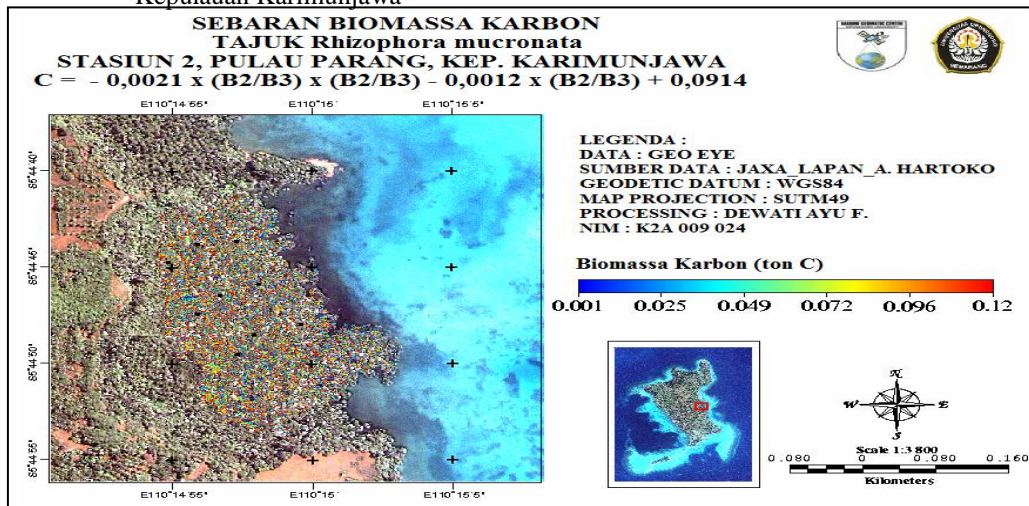 Kepulauan Karimunjawa
SEBARAN BIOMASSA KARBON
TAJUK Rhizophora mucronata
STASIUN 2, PULAU PARANG, KEP. KARIMUNJAWA
C = - 0,0021 x (B2/B3) x (B2/B3) - 0,0012 x (B2/B3) + 0,0914
E110°14'55" E110°15' E110°15'5"
S5°44'40"
S5°44'45"
S5°44'50"
S5°44'55"
E110°14'55" E110°15' E110°15'5"
LEGENDA :
DATA : GEO EYE
SUMBER DATA : JAXA_LAPAN_A. HARTOKO
GEODETIC DATUM : WGS84
MAP PROJECTION : SUTM49
PROCESSING : DEWATI AYU F.
NIM : K2A 009 024
Biomassa Karbon (ton C)
0.001 0.025 0.049 0.072 0.096 0.12
N
W E
S
Scale 1:3 800
0.080 0 0.080 0.160
Kilometers